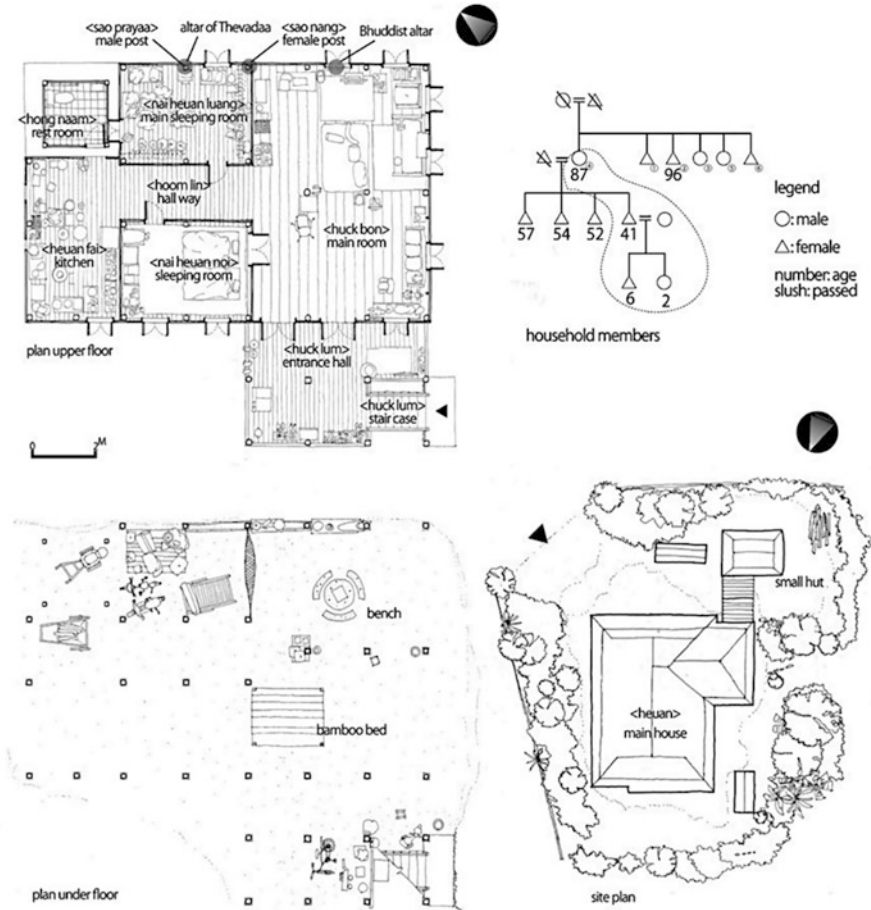 <sao prayaa>
male post
altar of Thevadaa
<sao nang>
female post
Bhuddist altar
<hong naam>
rest room
<nai heuan luang>
main sleeping room
<hoom lin>
hall way
<heuan fai>
kitchen
<nai heuan noi>
sleeping room
<huck bon>
main room
<huck lum>
entrance hall
<huck lum>
stair case
plan upper floor
0 2M
87
96
57 54 52 41
6 2
household members
legend
: male
: female
number: age
slush: passed
bench
bamboo bed
plan under floor
small hut
<heuan>
main house
site plan